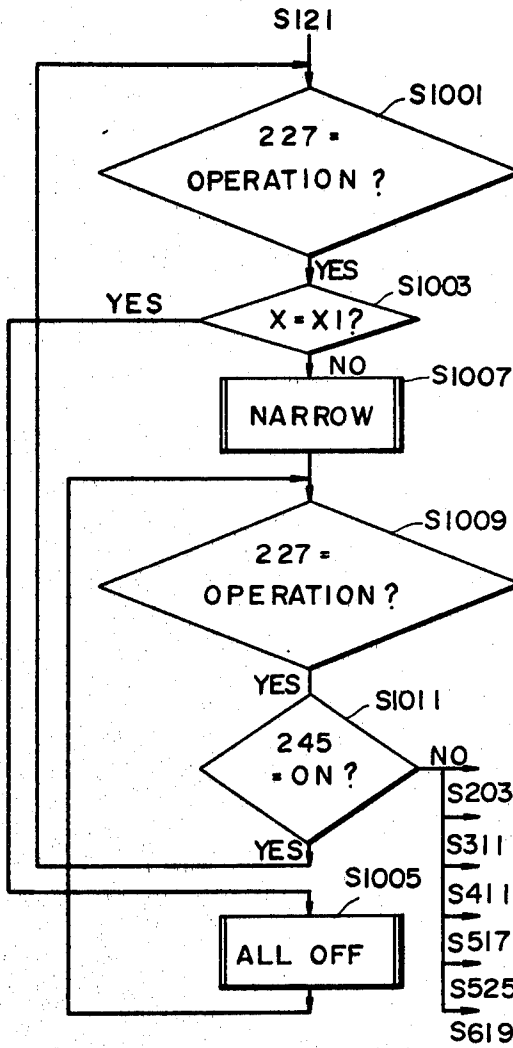 S121
S1001
227 =
OPERATION ?
YES
S1003
YES
X = X1?
NO
S1007
NARROW
S1009
227 =
OPERATION ?
YES
S1011
245
= ON ?
NO
S203
YES
S311
S1005
S411
ALL OFF
S517
S525
S619